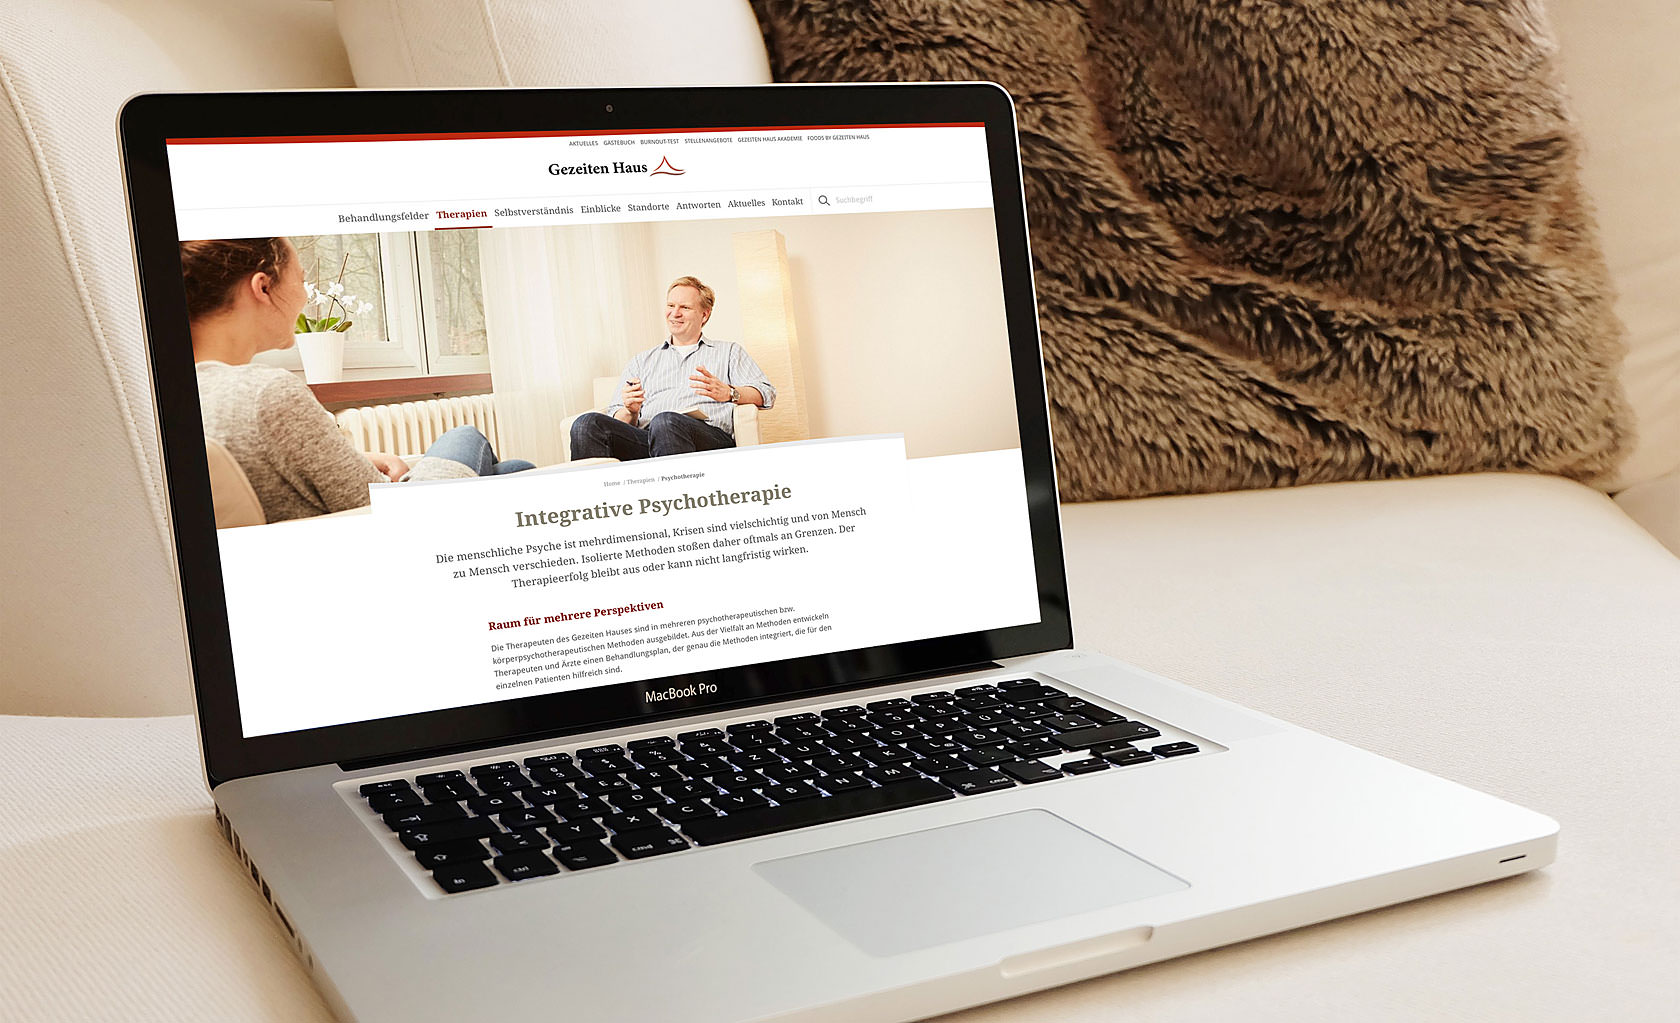 AKTUELLES GÄSTEBUCH BURNOUT-TEST STELLENANGEBOTE GEZEITEN HAUS AKADEMIE FOODS BY GEZEITEN HAUS
Gezeiten Haus
Behandlungsfelder Therapien Selbstverständnis Einblicke Standorte Antworten Aktuelles Kontakt Suchbegriff
Home / Therapien / Psychotherapie
Integrative Psychotherapie
Die menschliche Psyche ist mehrdimensional, Krisen sind vielschichtig und von Mensch
zu Mensch verschieden. Isolierte Methoden stoßen daher oftmals an Grenzen. Der
Therapieerfolg bleibt aus oder kann nicht langfristig wirken.
Raum für mehrere Perspektiven
Die Therapeuten des Gezeiten Hauses sind in mehreren psychotherapeutischen bzw.
körperpsychotherapeutischen Methoden ausgebildet. Aus der Vielfalt an Methoden entwickeln
Therapeuten und Ärzte einen Behandlungsplan, der genau die Methoden integriert, die für den
einzelnen Patienten hilfreich sind.
MacBook Pro
Q W E R T Z U I O P Ü
A S D F G H J K L Ö Ä
Y X C V B N M
fn ctrl cmd cmd